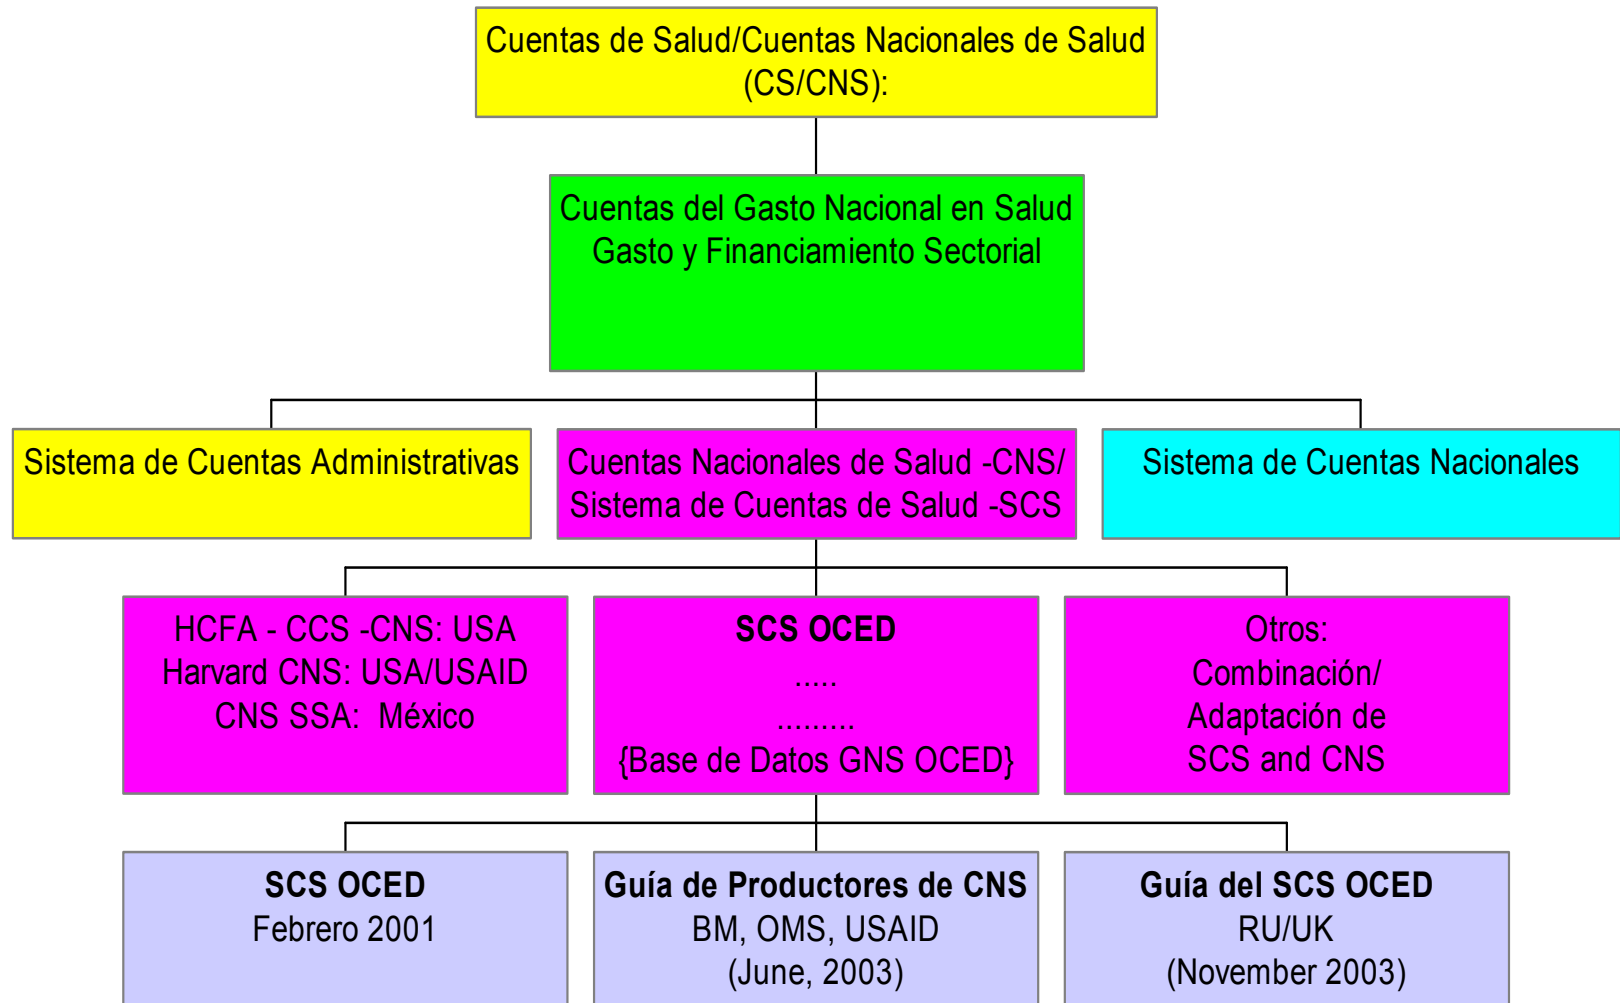 Cuentas de Salud/Cuentas Nacionales de Salud
(CS/CNS):
Cuentas del Gasto Nacional en Salud
Gasto y Financiamiento Sectorial
Sistema de Cuentas Administrativas
Cuentas Nacionales de Salud -CNS/
Sistema de Cuentas de Salud -SCS
Sistema de Cuentas Nacionales
HCFA - CCS -CNS: USA
Harvard CNS: USA/USAID
CNS SSA:  México
SCS OCED
.....
.........
{Base de Datos GNS OCED}
Otros:
Combinación/
Adaptación de
SCS and CNS
SCS OCED
Febrero 2001
Guía de Productores de CNS
BM, OMS, USAID
(June, 2003)
Guía del SCS OCED
RU/UK
(November 2003)